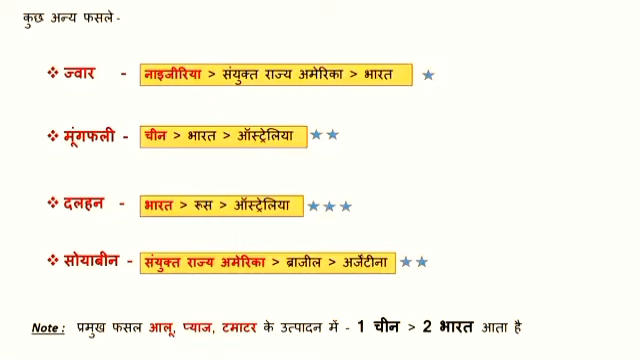 कुछ अन्य फसले -
❖ ज्वार - नाइजीरिया > संयुक्त राज्य अमेरिका > भारत ★
❖ मूंगफली - चीन > भारत > ऑस्ट्रेलिया ★★
❖ दलहन - भारत > रूस > ऑस्ट्रेलिया ★★★
❖ सोयाबीन - संयुक्त राज्य अमेरिका > ब्राजील > अर्जेंटीना ★★
Note : प्रमुख फसल आलू, प्याज, टमाटर के उत्पादन में - 1 चीन > 2 भारत आता है